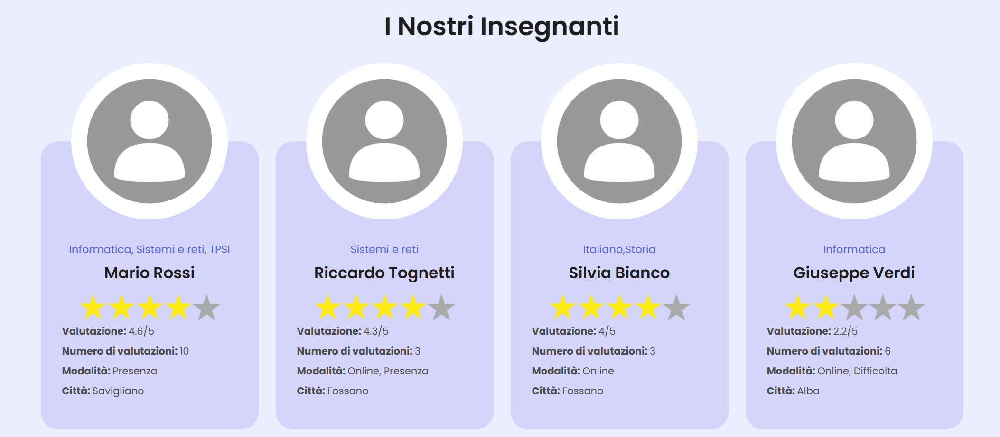 I Nostri Insegnanti
Informatica, Sistemi e reti, TPSI
Mario Rossi
Valutazione: 4.6/5
Numero di valutazioni: 10
Modalità: Presenza
Città: Savigliano
Sistemi e reti
Riccardo Tognetti
Valutazione: 4.3/5
Numero di valutazioni: 3
Modalità: Online, Presenza
Città: Fossano
Italiano,Storia
Silvia Bianco
Valutazione: 4/5
Numero di valutazioni: 3
Modalità: Online
Città: Fossano
Informatica
Giuseppe Verdi
Valutazione: 2.2/5
Numero di valutazioni: 6
Modalità: Online, Difficolta
Città: Alba